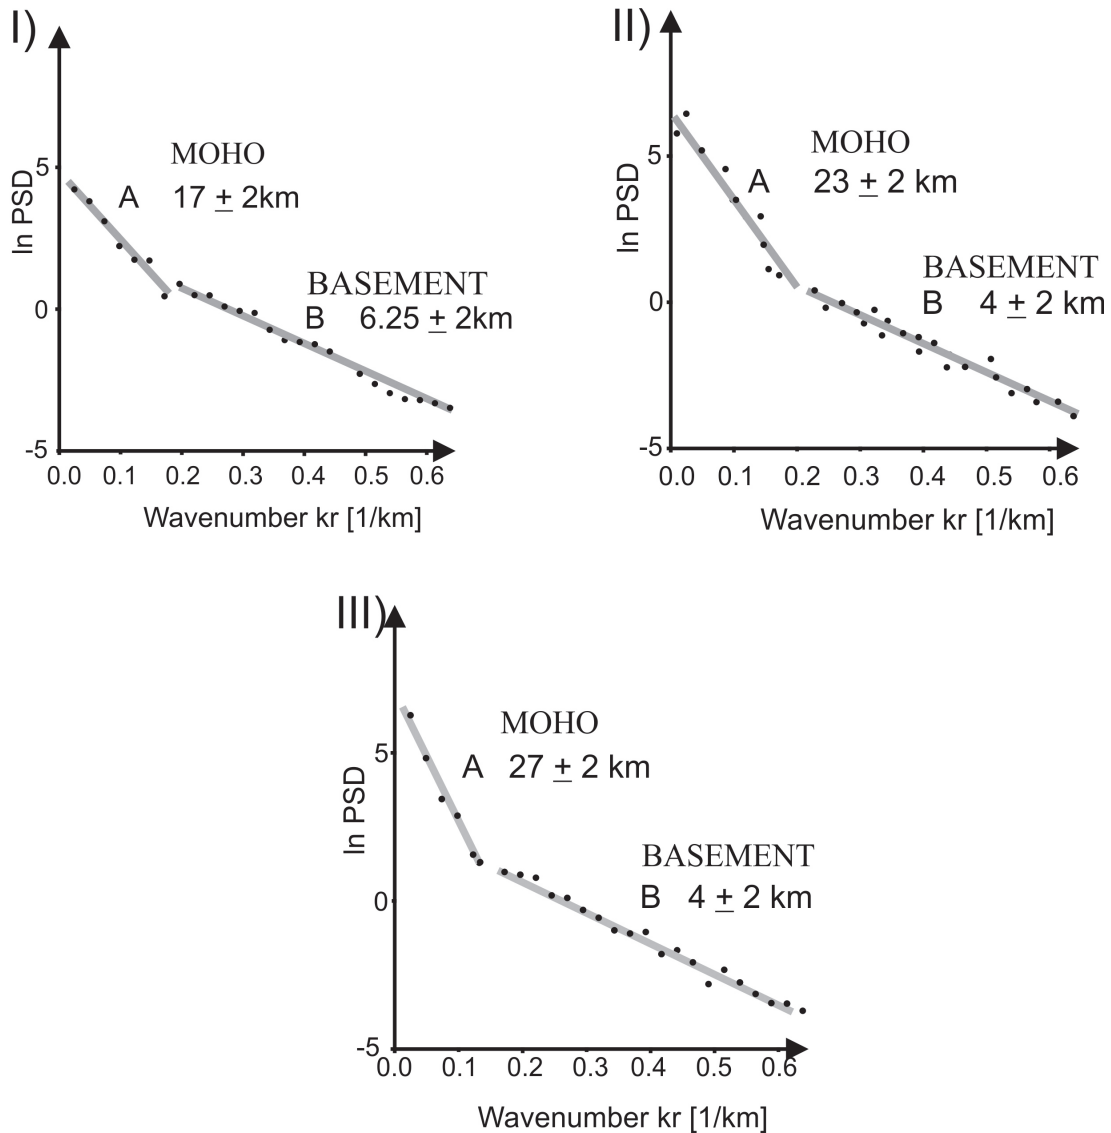 I)
MOHO
A 17 ± 2km
5
BASEMENT
B 6.25 ± 2km
ln PSD
0
-5
0.0 0.1 0.2 0.3 0.4 0.5 0.6
Wavenumber kr [1/km]
II)
MOHO
A 23 ± 2 km
5
BASEMENT
B 4 ± 2 km
ln PSD
0
-5
0.0 0.1 0.2 0.3 0.4 0.5 0.6
Wavenumber kr [1/km]
III)
MOHO
A 27 ± 2 km
5
BASEMENT
B 4 ± 2 km
ln PSD
0
-5
0.0 0.1 0.2 0.3 0.4 0.5 0.6
Wavenumber kr [1/km]